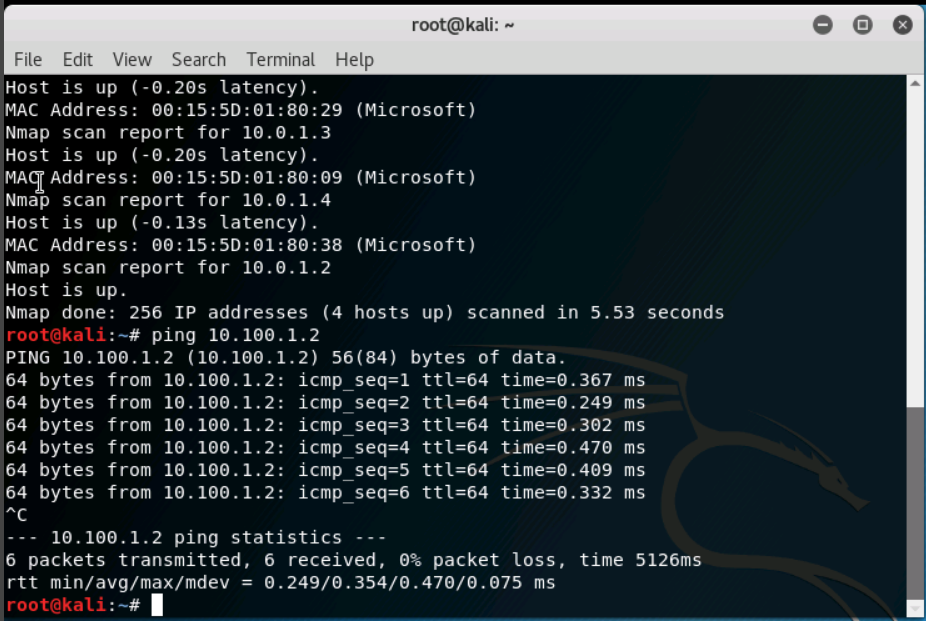 root@kali: ~
File Edit View Search Terminal Help
Host is up (-0.20s latency).
MAC Address: 00:15:5D:01:80:29 (Microsoft)
Nmap scan report for 10.0.1.3
Host is up (-0.20s latency).
MAC Address: 00:15:5D:01:80:09 (Microsoft)
Nmap scan report for 10.0.1.4
Host is up (-0.13s latency).
MAC Address: 00:15:5D:01:80:38 (Microsoft)
Nmap scan report for 10.0.1.2
Host is up.
Nmap done: 256 IP addresses (4 hosts up) scanned in 5.53 seconds
root@kali:~# ping 10.100.1.2
PING 10.100.1.2 (10.100.1.2) 56(84) bytes of data.
64 bytes from 10.100.1.2: icmp_seq=1 ttl=64 time=0.367 ms
64 bytes from 10.100.1.2: icmp_seq=2 ttl=64 time=0.249 ms
64 bytes from 10.100.1.2: icmp_seq=3 ttl=64 time=0.302 ms
64 bytes from 10.100.1.2: icmp_seq=4 ttl=64 time=0.470 ms
64 bytes from 10.100.1.2: icmp_seq=5 ttl=64 time=0.409 ms
64 bytes from 10.100.1.2: icmp_seq=6 ttl=64 time=0.332 ms
^C
--- 10.100.1.2 ping statistics ---
6 packets transmitted, 6 received, 0% packet loss, time 5126ms
rtt min/avg/max/mdev = 0.249/0.354/0.470/0.075 ms
root@kali:~#